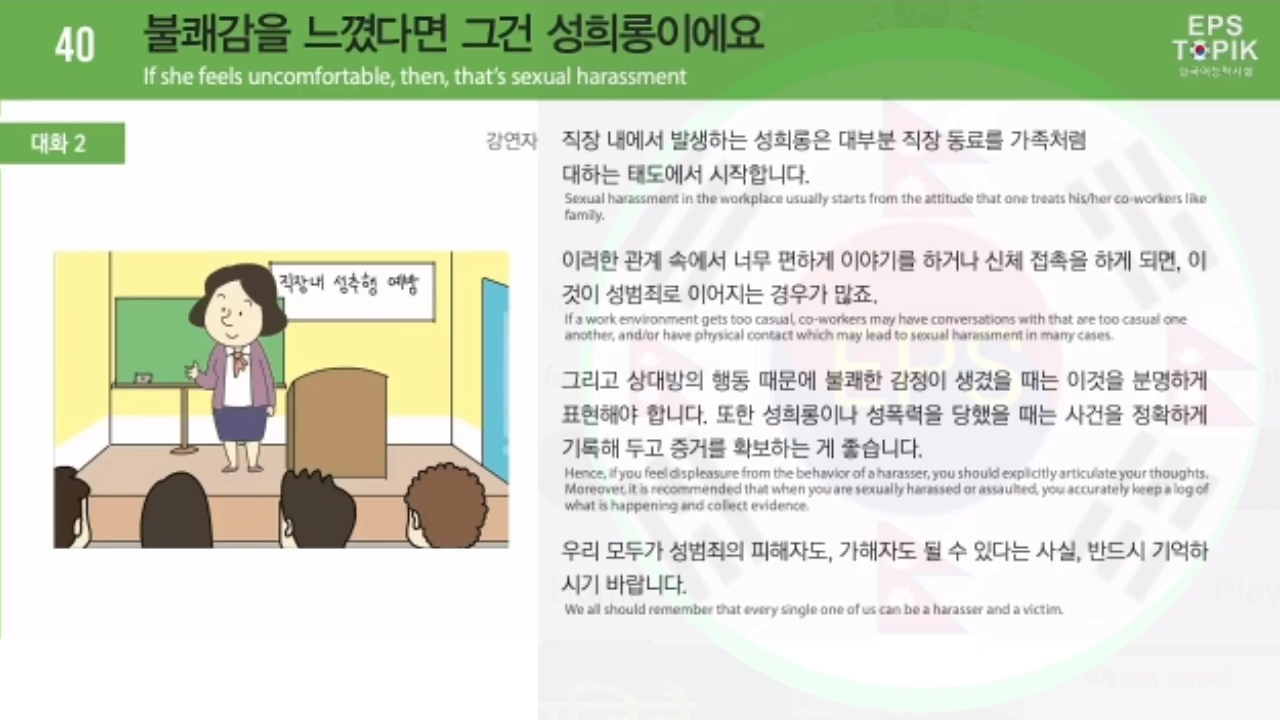 40
불쾌감을 느꼈다면 그건 성희롱이에요
If she feels uncomfortable, then, that's sexual harassment
EPS
TOPIK
한국어능력시험
대화 2
직장내 성추행 예방
강연자
직장 내에서 발생하는 성희롱은 대부분 직장 동료를 가족처럼
대하는 태도에서 시작합니다.
Sexual harassment in the workplace usually starts from the attitude that one treats his/her co-workers like
family.
이러한 관계 속에서 너무 편하게 이야기를 하거나 신체 접촉을 하게 되면, 이
것이 성범죄로 이어지는 경우가 많죠.
If a work environment gets too casual, co-workers may have conversations with that are too casual one
another, and/or have physical contact which may lead to sexual harassment in many cases.
그리고 상대방의 행동 때문에 불쾌한 감정이 생겼을 때는 이것을 분명하게
표현해야 합니다. 또한 성희롱이나 성폭력을 당했을 때는 사건을 정확하게
기록해 두고 증거를 확보하는 게 좋습니다.
Hence, if you feel displeasure from the behavior of a harasser, you should explicitly articulate your thoughts.
Moreover, it is recommended that when you are sexually harassed or assaulted, you accurately keep a log of
what is happening and collect evidence.
우리 모두가 성범죄의 피해자도, 가해자도 될 수 있다는 사실, 반드시 기억하
시기 바랍니다.
We all should remember that every single one of us can be a harasser and a victim.
EPS
Play